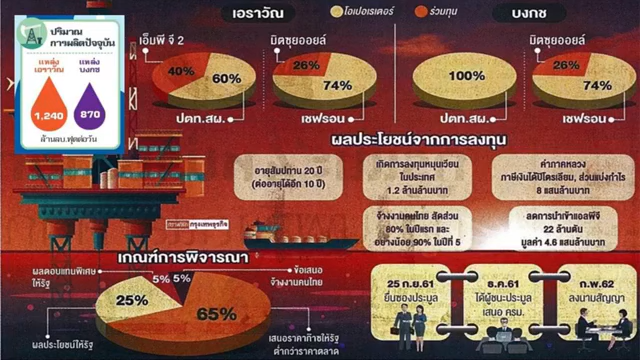 ปริมาณ
การผลิตปัจจุบัน
แหล่ง
เอราวัณ
แหล่ง
บงกช
1,240
870
ล้านลบ.ฟุตต่อวัน
เอราวัณ
โอเปอเรเตอร์
ร่วมทุน
บงกช
เอ็มพี จี 2
40%
60%
ปตท.สผ.
มิตซุยออยล์
26%
74%
เชฟรอน
100%
ปตท.สผ.
มิตซุยออยล์
26%
74%
เชฟรอน
ผลประโยชน์จากการลงทุน
อายุสัมปทาน 20 ปี
(ต่ออายุได้อีก 10 ปี)
เกิดการลงทุนหมุนเวียน
ในประเทศ
1.2 ล้านล้านบาท
ค่าภาคหลวง
ภาษีเงินได้ปิโตรเลียม, ส่วนแบ่งกำไร
8 แสนล้านบาท
จ้างงานคนไทย สัดส่วน
80% ในปีแรก และ
อย่างน้อย 90% ในปีที่ 5
ลดการนำเข้าแอลพีจี
22 ล้านตัน
มูลค่า 4.6 แสนล้านบาท
กราฟิก กรุงเทพธุรกิจ
เกณฑ์การพิจารณา
ผลตอบแทนพิเศษ
ให้รัฐ
5%
5%
ข้อเสนอ
จ้างงานคนไทย
25%
65%
ผลประโยชน์ให้รัฐ
เสนอราคาก๊าซให้รัฐ
ต่ำกว่าราคาตลาด
25 ก.ย.61
ยื่นซองประมูล
ธ.ค.61
ได้ผู้ชนะประมูล
เสนอ ครม.
ก.พ.62
ลงนามสัญญา